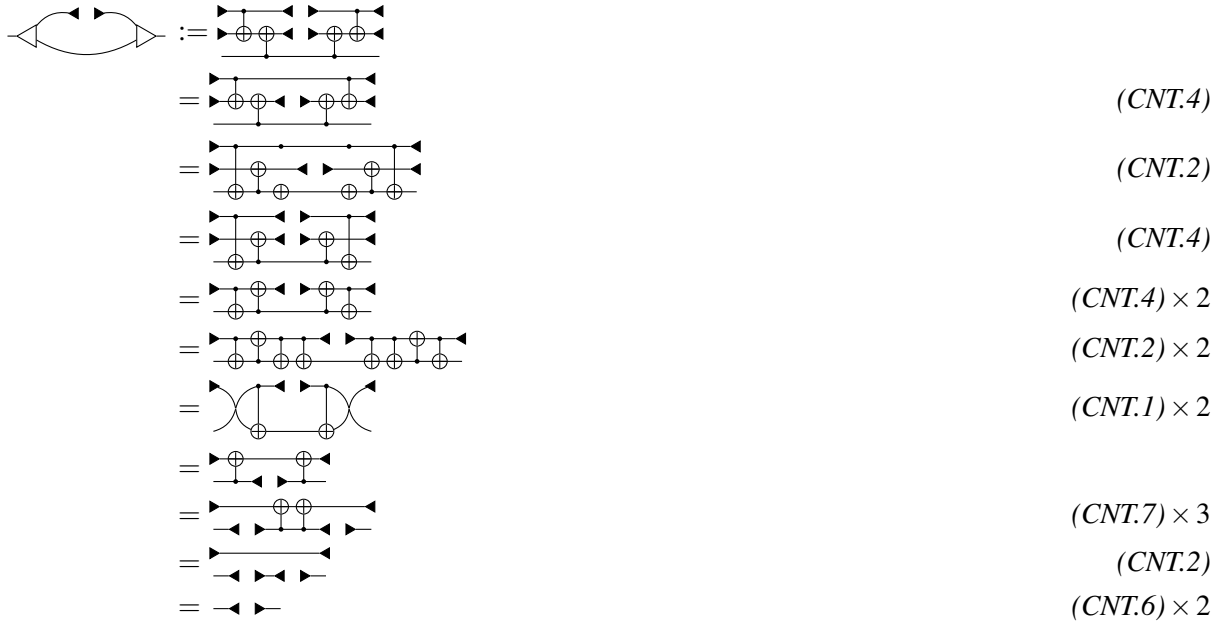 :=
= (CNT.4)
= (CNT.2)
= (CNT.4)
= (CNT.4) × 2
= (CNT.2) × 2
= (CNT.1) × 2
=
= (CNT.7) × 3
= (CNT.2)
= (CNT.6) × 2